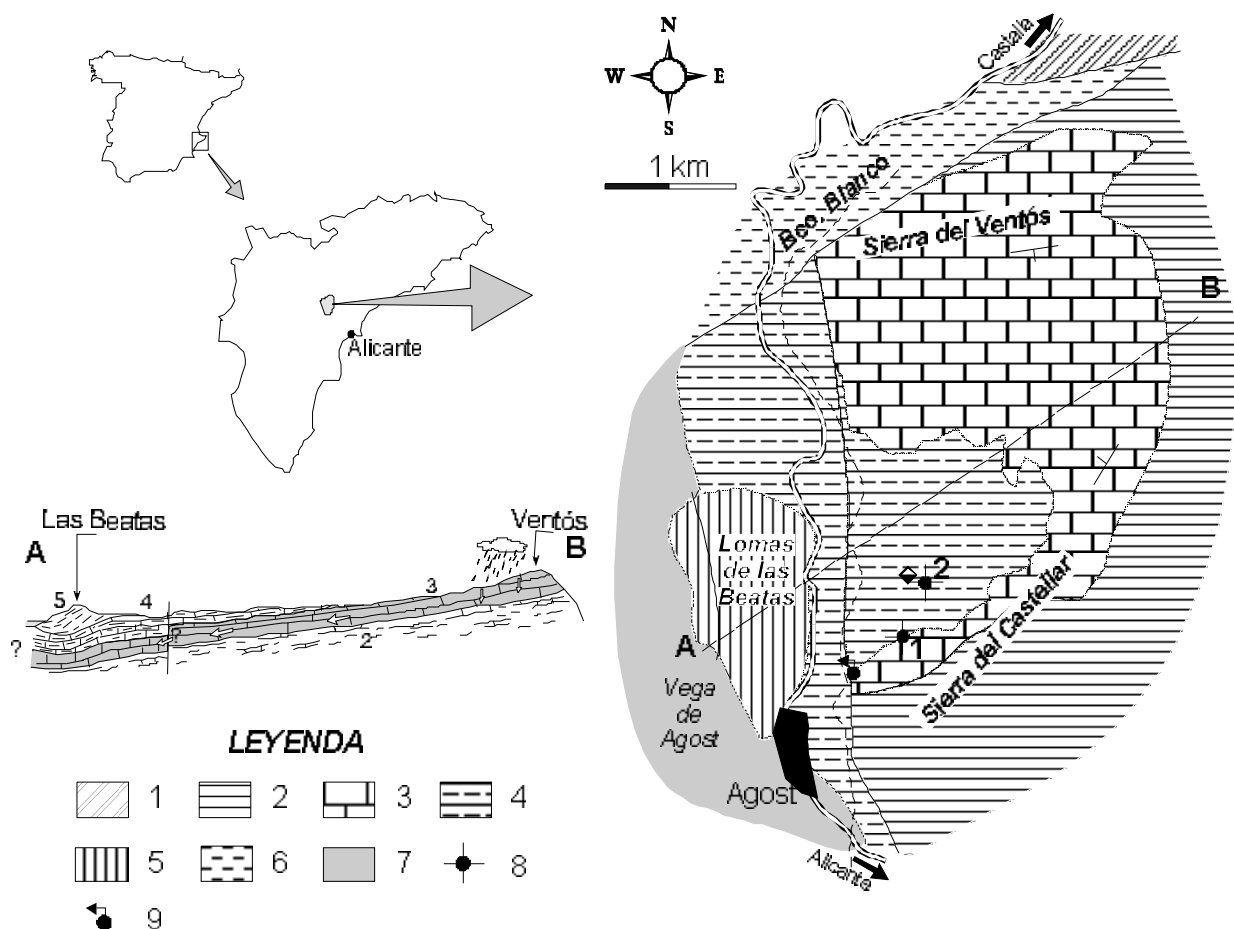 N
W E
S
1 km
Castalla
Bco. Blanco
Sierra del Ventós
B
Alicante
Las Beatas
Ventós
A
B
5
4
3
?
2
?
Lomas
de las
Beatas
2
1
A
Sierra del Castellar
Vega
de
Agost
Agost
Alicante
LEYENDA
1
2
3
4
5
6
7
8
9